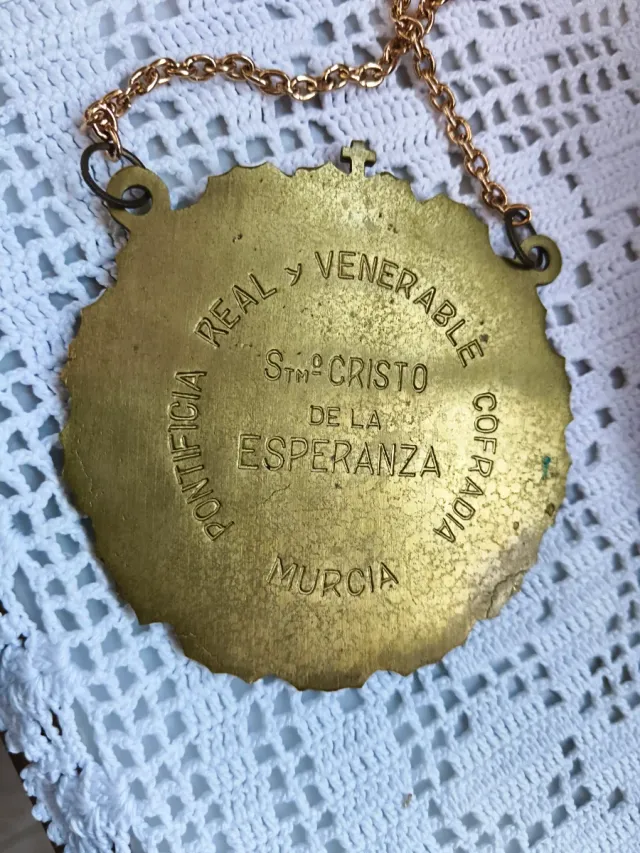 PONTIFICIA REAL y VENERABLE COFRADIA
STMº CRISTO
DE LA
ESPERANZA
MURCIA